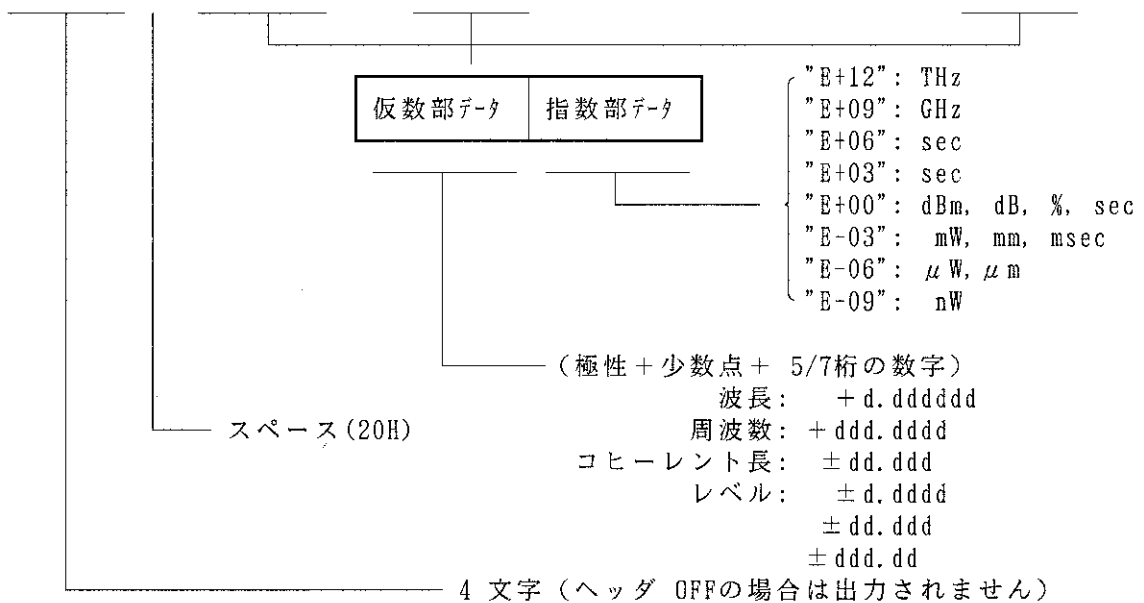 仮数部データ 指数部データ
"E+12": THz
"E+09": GHz
"E+06": sec
"E+03": sec
"E+00": dBm, dB, %, sec
"E-03": mW, mm, msec
"E-06": μW, μm
"E-09": nW
(極性+少数点+ 5/7桁の数字)
波長: +d.dddddd
スペース(20H)
周波数: +ddd.dddd
コヒーレント長: ±dd.ddd
レベル: ±d.dddd
±dd.ddd
±ddd.dd
4 文字 (ヘッダ OFFの場合は出力されません)